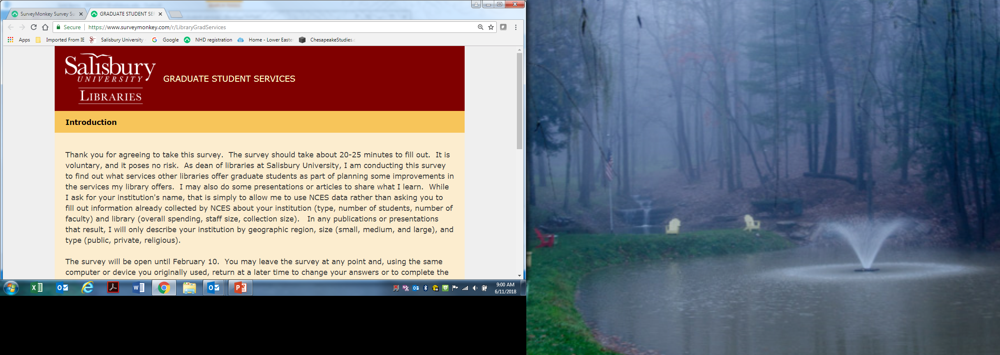 SurveyMonkey Survey Su
GRADUATE STUDENT SER
Secure
https://www.surveymonkey.com/r/LibraryGradServices
Apps
Imported From IE
Salisbury University -
Google
NHD registration
Home - Lower Easte
ChesapeakeStudies.c
Salisbury
UNIVERSITY
LIBRARIES
GRADUATE STUDENT SERVICES
Introduction
Thank you for agreeing to take this survey.  The survey should take about 20-25 minutes to fill out.  It is
voluntary, and it poses no risk.  As dean of libraries at Salisbury University, I am conducting this survey
to find out what services other libraries offer graduate students as part of planning some improvements in
the services my library offers.  I may also do some presentations or articles to share what I learn.  While
I ask for your institution's name, that is simply to allow me to use NCES data rather than asking you to
fill out information already collected by NCES about your institution (type, number of students, number of
faculty) and library (overall spending, staff size, collection size).   In any publications or presentations
that result, I will only describe your institution by geographic region, size (small, medium, and large), and
type (public, private, religious).
The survey will be open until February 10.  You may leave the survey at any point and, using the same
computer or device you originally used, return at a later time to change your answers or to complete the
9:00 AM
6/11/2018